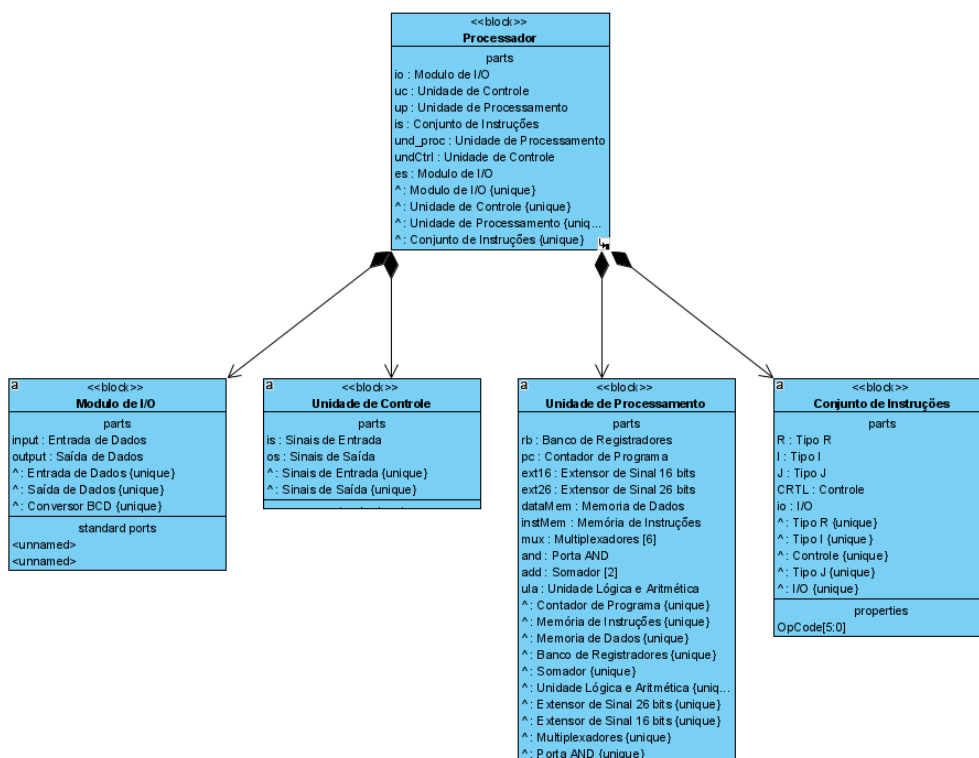 <<block>>
Processador
parts
io : Modulo de I/O
uc : Unidade de Controle
up : Unidade de Processamento
is : Conjunto de Instruções
und_proc : Unidade de Processamento
undCtrl : Unidade de Controle
es : Modulo de I/O
^ : Modulo de I/O {unique}
^ : Unidade de Controle {unique}
^ : Unidade de Processamento {uniq...
^ : Conjunto de Instruções {unique}
a
<<block>>
Modulo de I/O
parts
input : Entrada de Dados
output : Saída de Dados
^ : Entrada de Dados {unique}
^ : Saída de Dados {unique}
^ : Conversor BCD {unique}
standard ports
<unnamed>
<unnamed>
a
<<block>>
Unidade de Controle
parts
is : Sinais de Entrada
os : Sinais de Saída
^ : Sinais de Entrada {unique}
^ : Sinais de Saída {unique}
a
<<block>>
Unidade de Processamento
parts
rb : Banco de Registradores
pc : Contador de Programa
ext16 : Extensor de Sinal 16 bits
ext26 : Extensor de Sinal 26 bits
dataMem : Memoria de Dados
instMem : Memória de Instruções
mux : Multiplexadores [6]
and : Porta AND
add : Somador [2]
ula : Unidade Lógica e Aritmética
^ : Contador de Programa {unique}
^ : Memória de Instruções {unique}
^ : Memoria de Dados {unique}
^ : Banco de Registradores {unique}
^ : Somador {unique}
^ : Unidade Lógica e Aritmética {uniq...
^ : Extensor de Sinal 26 bits {unique}
^ : Extensor de Sinal 16 bits {unique}
^ : Multiplexadores {unique}
^ : Porta AND {unique}
a
<<block>>
Conjunto de Instruções
parts
R : Tipo R
I : Tipo I
J : Tipo J
CRTL : Controle
io : I/O
^ : Tipo R {unique}
^ : Tipo I {unique}
^ : Controle {unique}
^ : Tipo J {unique}
^ : I/O {unique}
properties
OpCode[5:0]